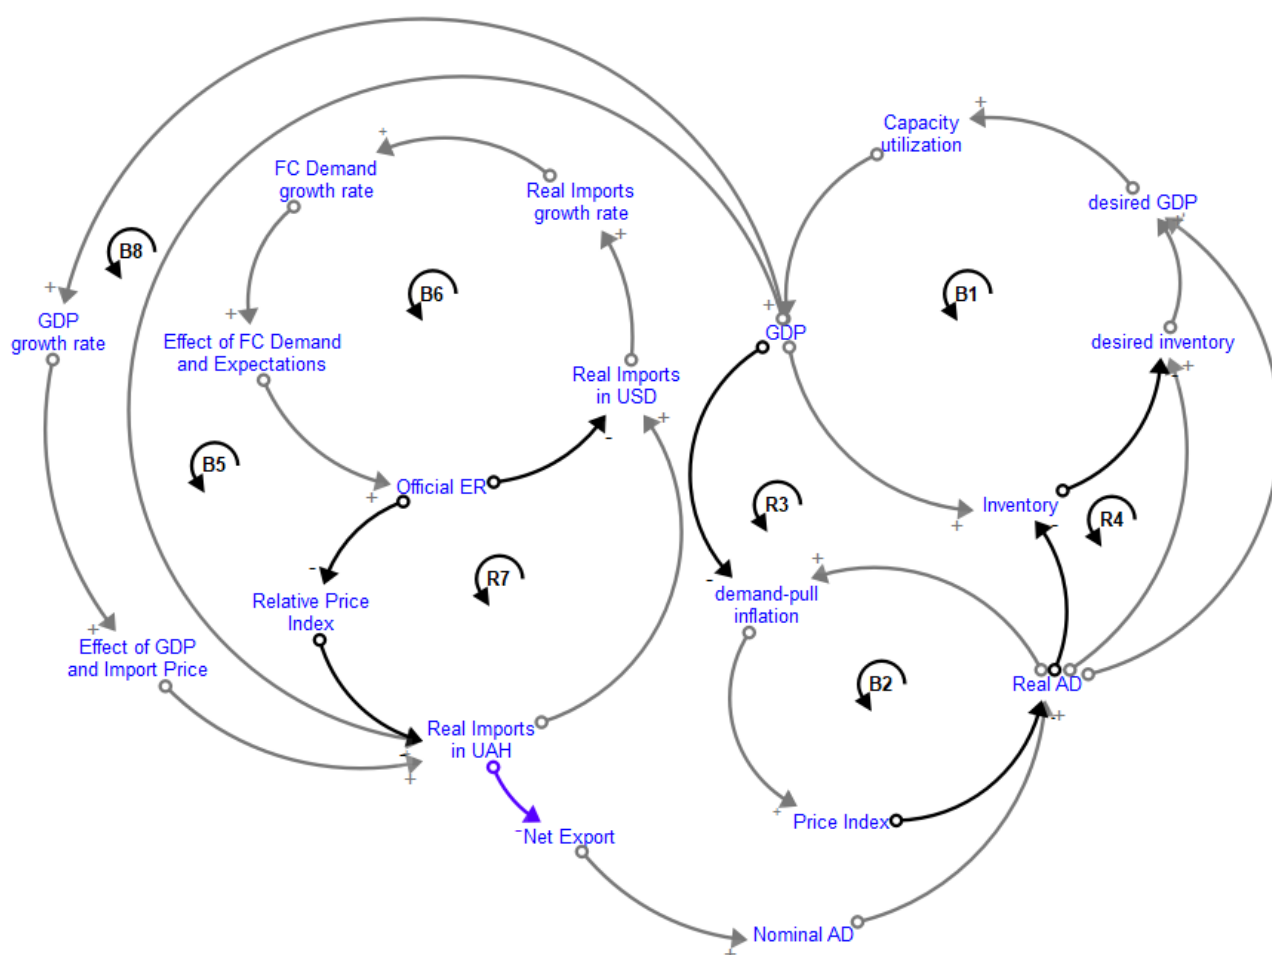 Capacity
utilization
FC Demand
growth rate
Real Imports
growth rate
desired GDP
B8
B6
B1
GDP
growth rate
Effect of FC Demand
and Expectations
GDP
desired inventory
Real Imports
in USD
B5
Official ER
R3
Inventory
R4
R7
Relative Price
Index
demand-pull
inflation
Effect of GDP
and Import Price
B2
Real AD
Real Imports
in UAH
Price Index
Net Export
Nominal AD
+
+
+
+
+
+
+
+
+
-
+
-
+
-
+
-
+
-
+
-
+
-
+
-
+
-
+